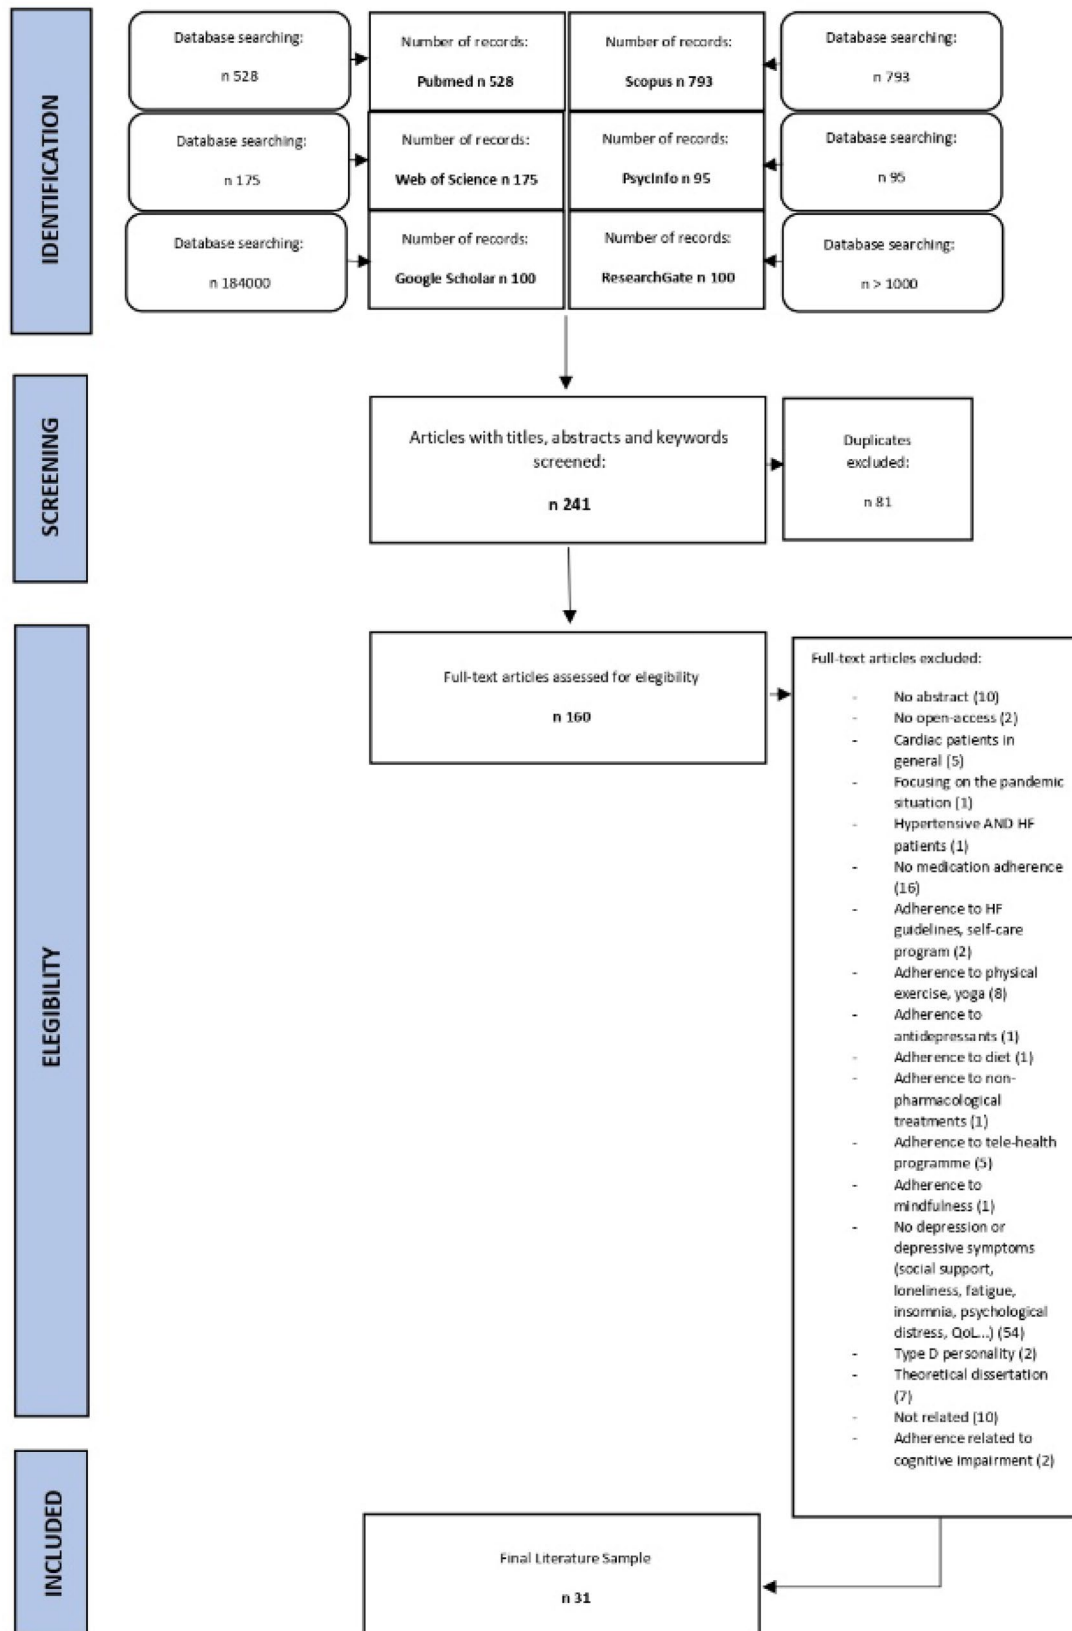 IDENTIFICATION
Database searching:
n 528
Number of records:
Pubmed n 528
Number of records:
Scopus n 793
Database searching:
n 793
Database searching:
n 175
Number of records:
Web of Science n 175
Number of records:
PsycInfo n 95
Database searching:
n 95
Database searching:
n 184000
Number of records:
Google Scholar n 100
Number of records:
ResearchGate n 100
Database searching:
n > 1000
SCREENING
Articles with titles, abstracts and keywords
screened:
n 241
Duplicates
excluded:
n 81
ELEGIBILITY
Full-text articles assessed for elegibility
n 160
Full-text articles excluded:
- No abstract (10)
- No open-access (2)
- Cardiac patients in
general (5)
- Focusing on the pandemic
situation (1)
- Hypertensive AND HF
patients (1)
- No medication adherence
(16)
- Adherence to HF
guidelines, self-care
program (2)
- Adherence to physical
exercise, yoga (8)
- Adherence to
antidepressants (1)
- Adherence to diet (1)
- Adherence to non-
pharmacological
treatments (1)
- Adherence to tele-health
programme (5)
- Adherence to
mindfulness (1)
- No depression or
depressive symptoms
(social support,
loneliness, fatigue,
insomnia, psychological
distress, QoL...) (54)
- Type D personality (2)
- Theoretical dissertation
(7)
- Not related (10)
- Adherence related to
cognitive impairment (2)
INCLUDED
Final Literature Sample
n 31